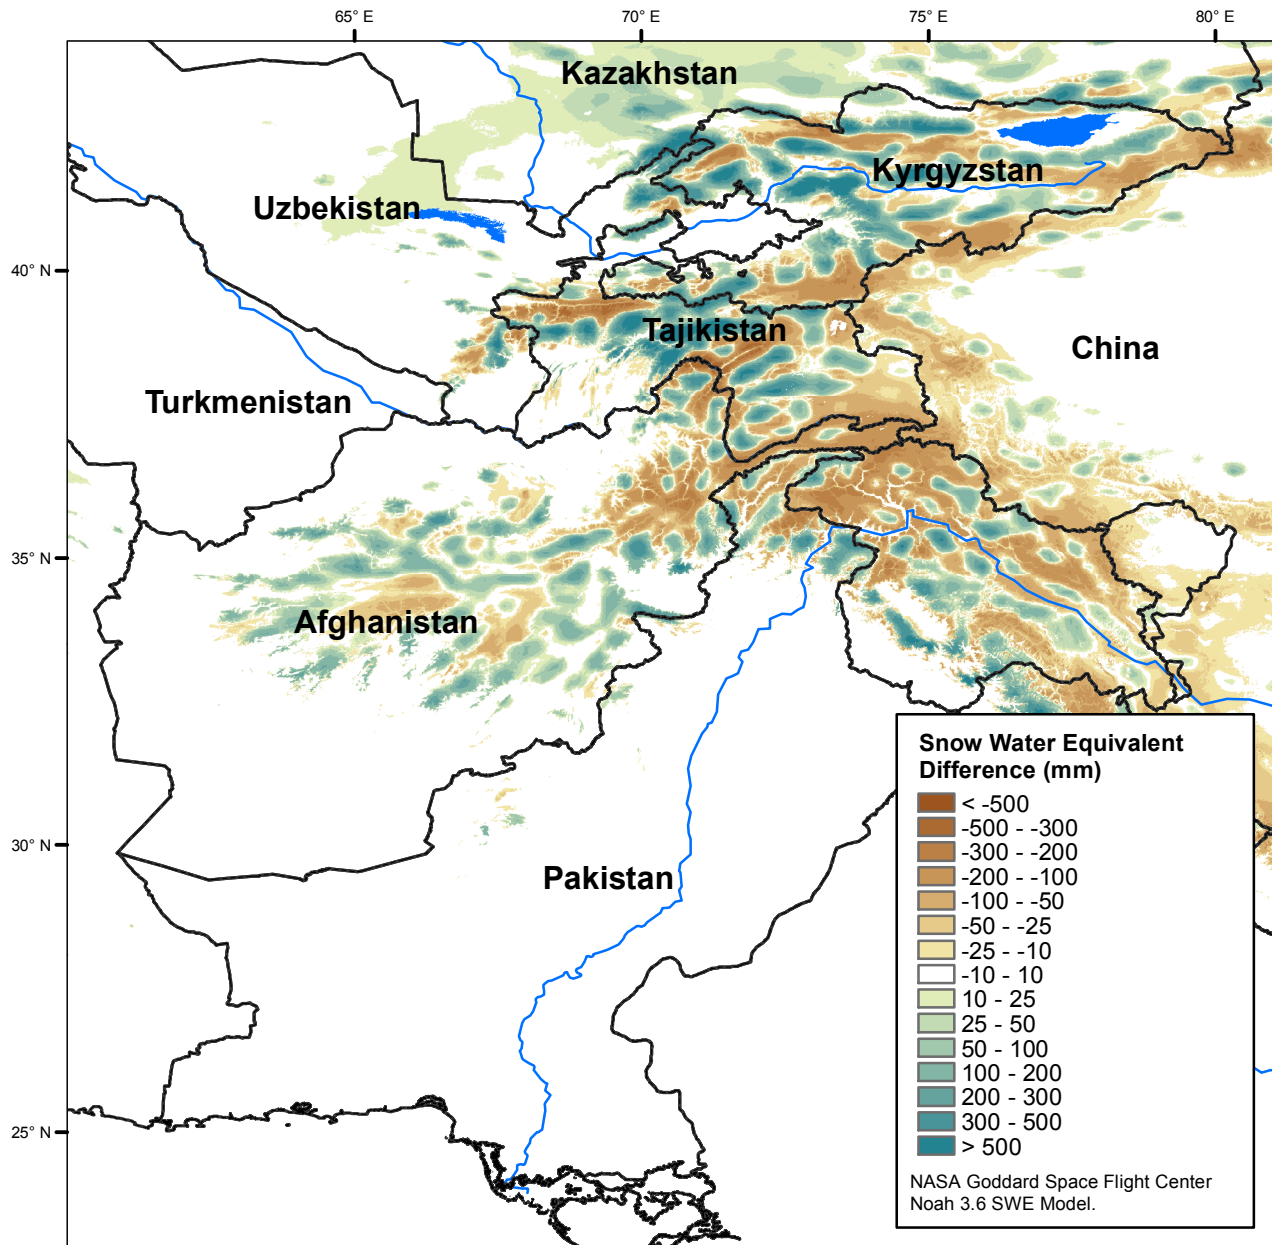 65° E
70° E
75° E
80° E
Kazakhstan
Kyrgyzstan
Uzbekistan
40° N
Tajikistan
China
Turkmenistan
35° N
Afghanistan
30° N
Pakistan
25° N
Snow Water Equivalent
Difference (mm)
< -500
-500 - -300
-300 - -200
-200 - -100
-100 - -50
-50 - -25
-25 - -10
-10 - 10
10 - 25
25 - 50
50 - 100
100 - 200
200 - 300
300 - 500
> 500
NASA Goddard Space Flight Center
Noah 3.6 SWE Model.